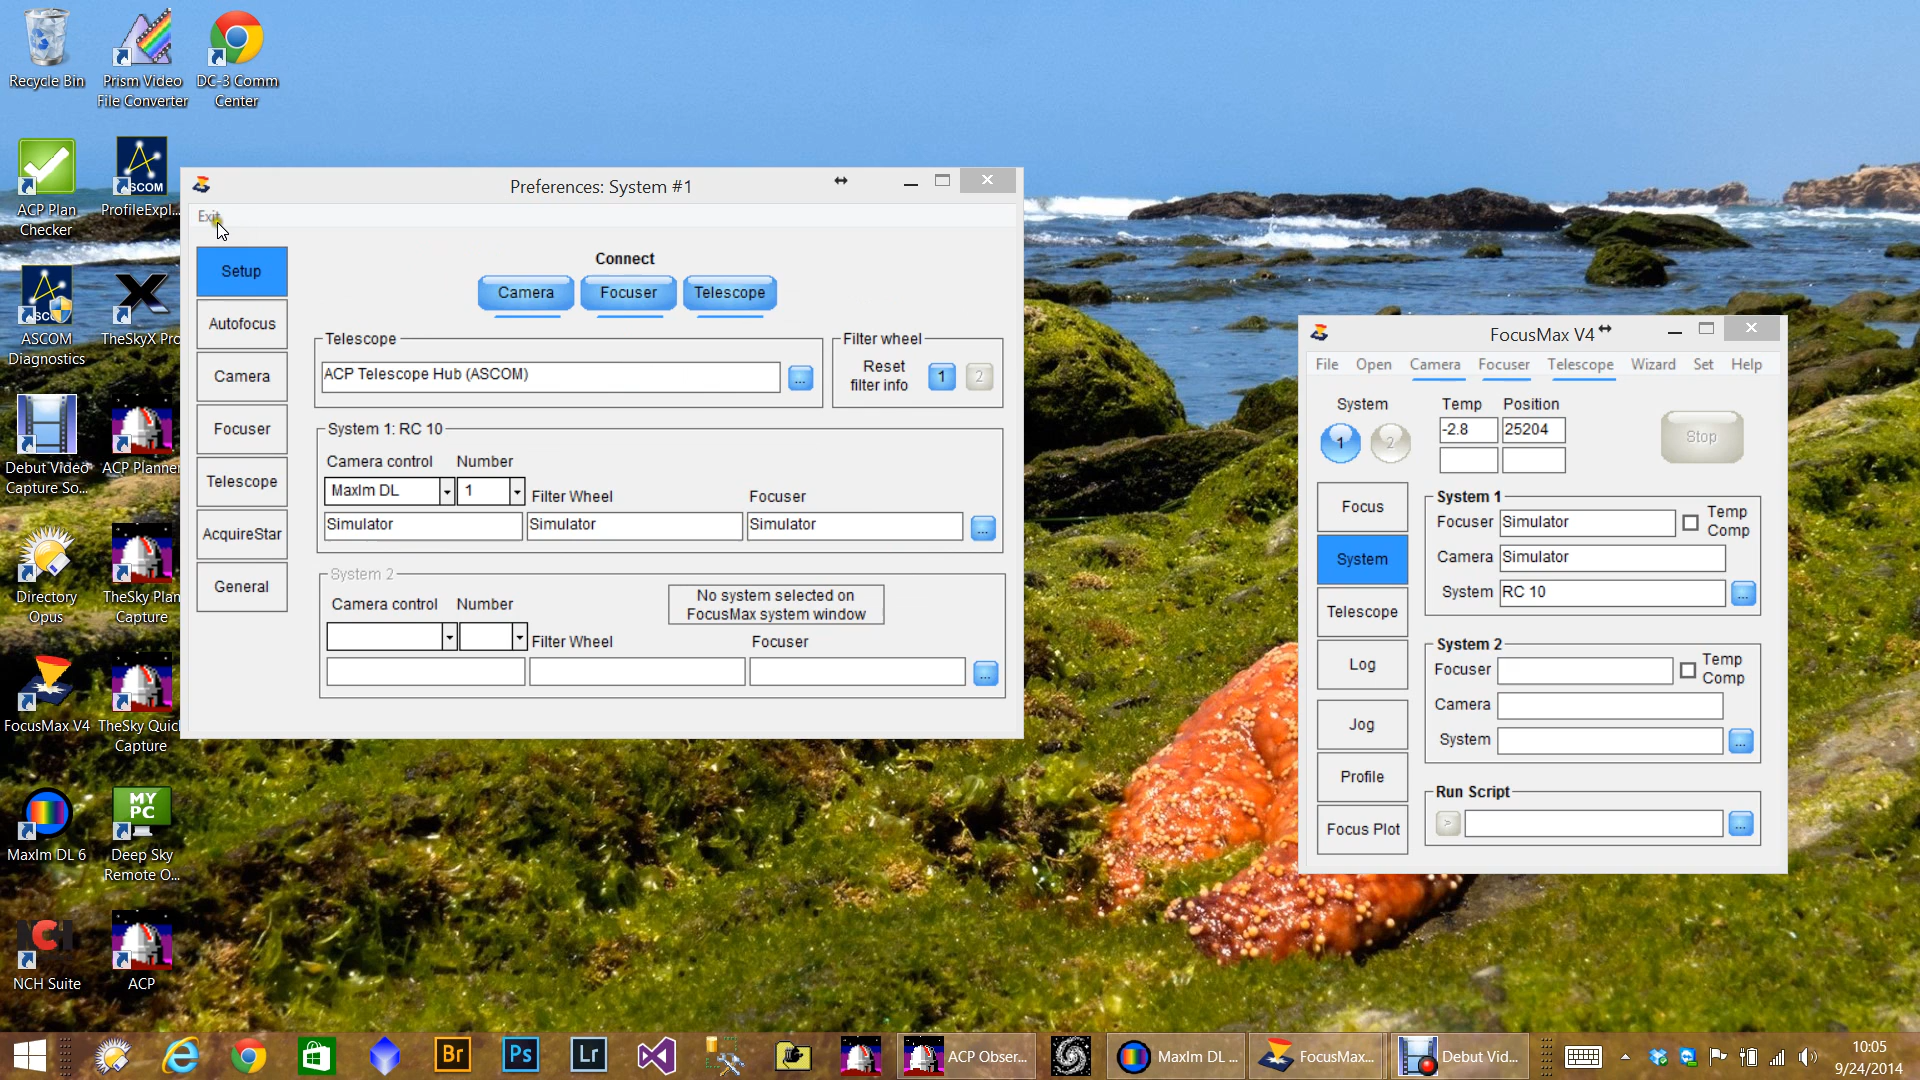 Recycle Bin
Prism Video
File Converter
DC-3 Comm
Center
ACP Plan
Checker
ProfileExpl...
ASCOM
Diagnostics
TheSkyX Pro
Debut Video
Capture So...
ACP Planner
Directory
Opus
TheSky Plan
Capture
FocusMax V4
TheSky Quic
Capture
MaxIm DL 6
MY
PC
Deep Sky
Remote O...
NCH Suite
ACP
Preferences: System #1
Exit
Setup
Autofocus
Camera
Focuser
Telescope
AcquireStar
General
Connect
Camera
Focuser
Telescope
Telescope
ACP Telescope Hub (ASCOM)
...
Filter wheel
Reset
filter info
1
2
System 1: RC 10
Camera control
Number
MaxIm DL
1
Filter Wheel
Focuser
Simulator
Simulator
Simulator
...
System 2
Camera control
Number
No system selected on
FocusMax system window
Filter Wheel
Focuser
...
FocusMax V4
File Open Camera Focuser Telescope Wizard Set Help
System
1
2
Temp
Position
-2.8
25204
Stop
Focus
System
Telescope
Log
Jog
Profile
Focus Plot
System 1
Focuser
Simulator
Temp
Comp
Camera
Simulator
System
RC 10
...
System 2
Focuser
Temp
Comp
Camera
System
...
Run Script
>
...
Br
Ps
Lr
ACP Obser...
MaxIm DL ...
FocusMax...
Debut Vid...
10:05
9/24/2014